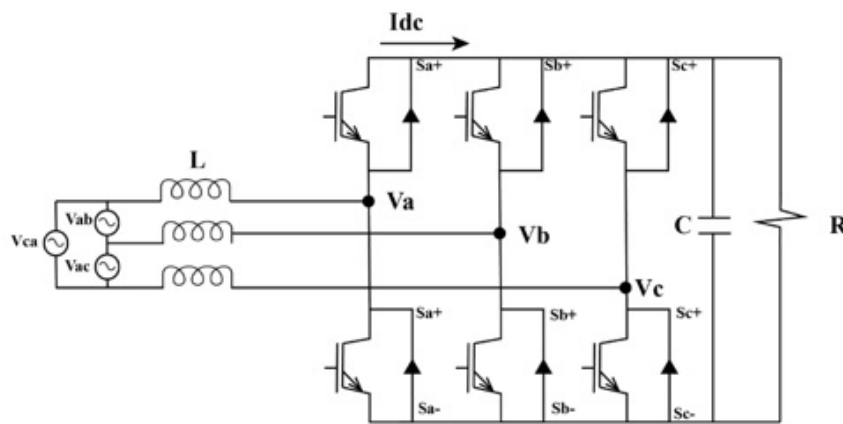 Idc
Sa+
Sb+
Sc+
L
Va
Vab
Vca
Vb
C
R
Vac
Vc
Sa+
Sb+
Sc+
Sa-
Sb-
Sc-